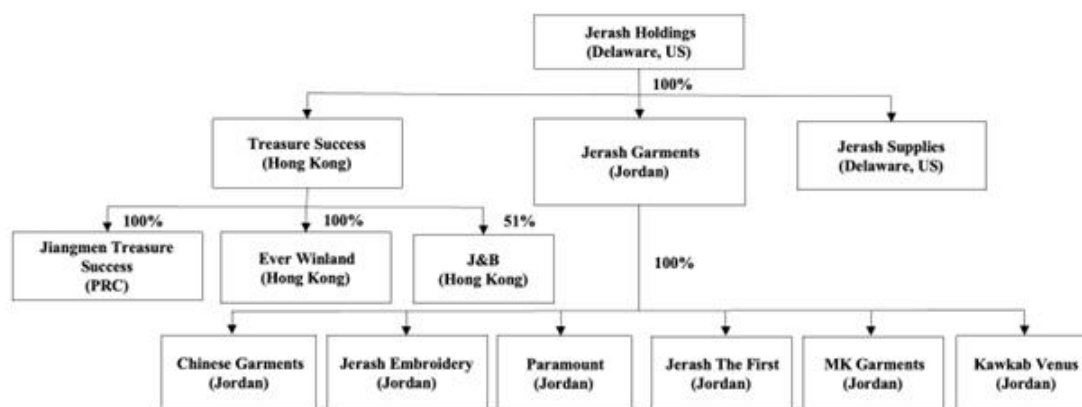 Jerash Holdings
(Delaware, US)
100%
Treasure Success
(Hong Kong)
Jerash Garments
(Jordan)
Jerash Supplies
(Delaware, US)
100%
100%
51%
Jiangmen Treasure
Success
(PRC)
Ever Winland
(Hong Kong)
J&B
(Hong Kong)
100%
Chinese Garments
(Jordan)
Jerash Embroidery
(Jordan)
Paramount
(Jordan)
Jerash The First
(Jordan)
MK Garments
(Jordan)
Kawkab Venus
(Jordan)